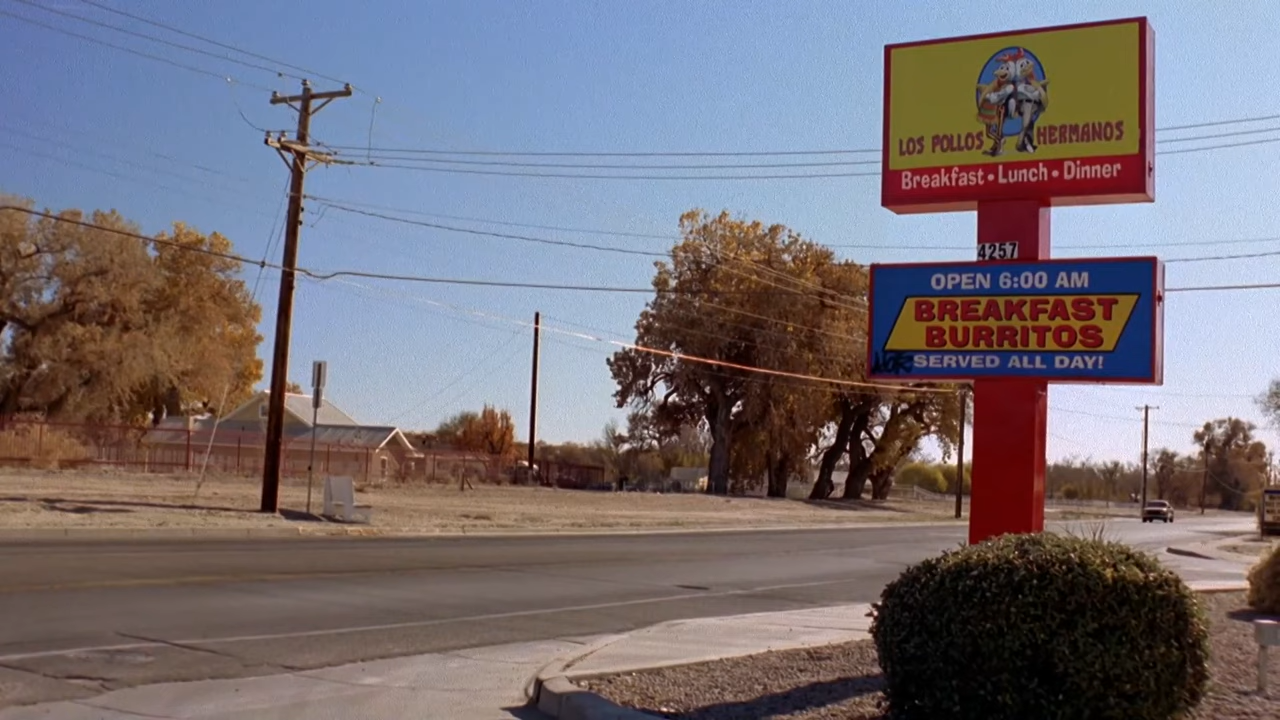 LOS POLLOS HERMANOS
Breakfast • Lunch • Dinner
4257
OPEN 6:00 AM
BREAKFAST
BURRITOS
SERVED ALL DAY!